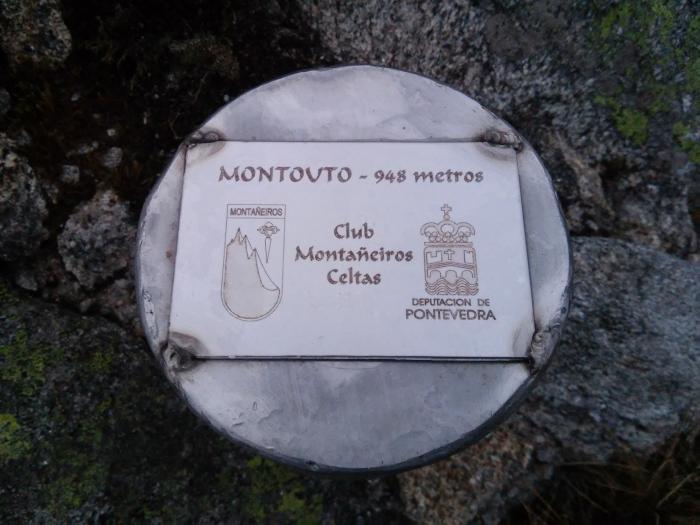 MONTOUTO - 948 metros
MONTAÑEIROS
Club
Montañeiros
Celtas
DEPUTACION DE
PONTEVEDRA